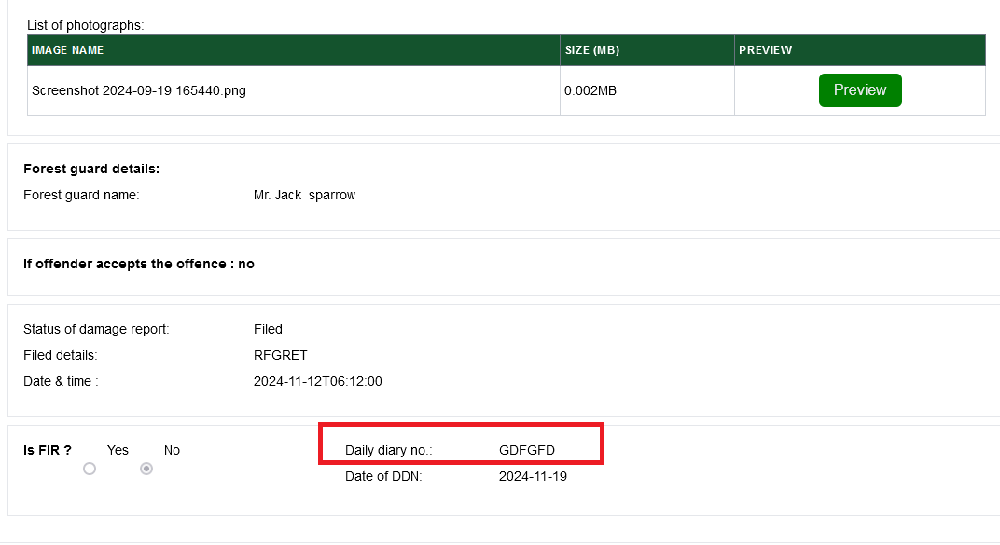 List of photographs:
IMAGE NAME SIZE (MB) PREVIEW
Screenshot 2024-09-19 165440.png 0.002MB Preview
Forest guard details:
Forest guard name: Mr. Jack sparrow
If offender accepts the offence : no
Status of damage report: Filed
Filed details: RFGRET
Date & time : 2024-11-12T06:12:00
Is FIR ? Yes No Daily diary no.: GDFGFD
Date of DDN: 2024-11-19